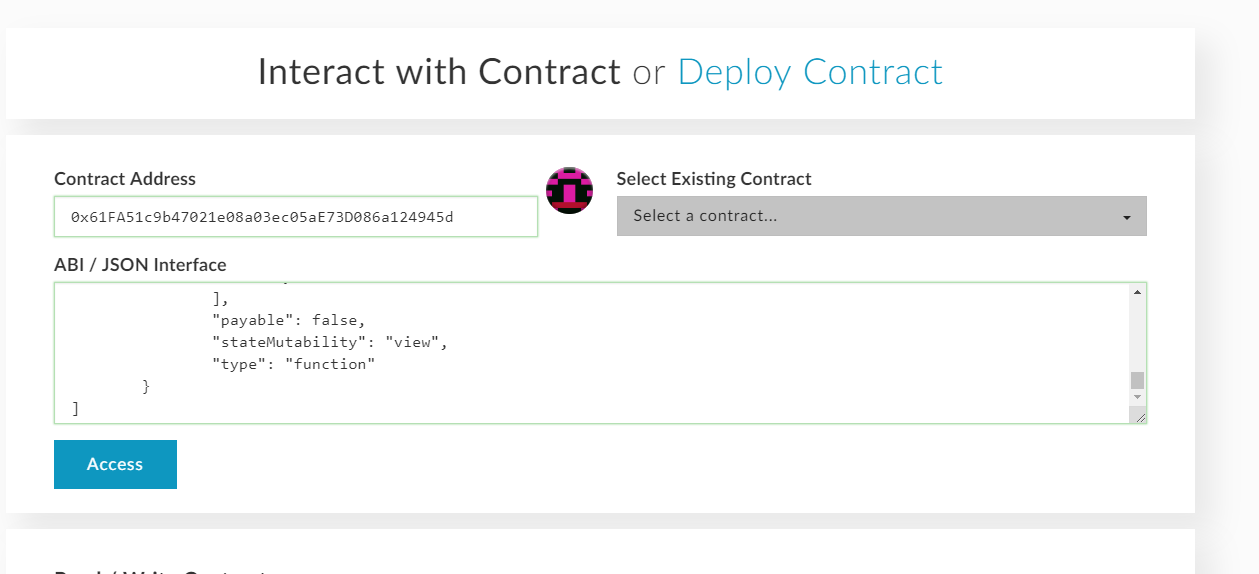 Interact with Contract or Deploy Contract
Contract Address
Select Existing Contract
0x61FA51c9b47021e08a03ec05aE73D086a124945d
Select a contract...
ABI / JSON Interface
],
"payable": false,
"stateMutability": "view",
"type": "function"
}
]
Access